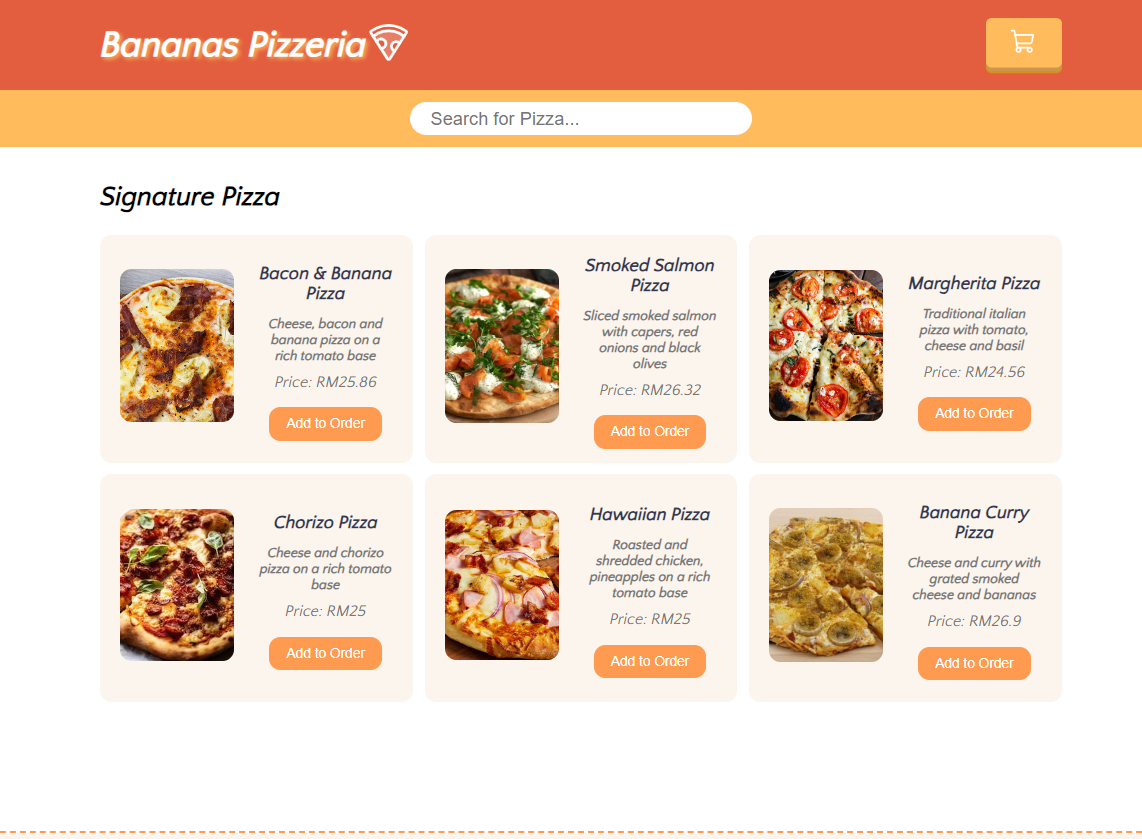 Bananas Pizzeria
Search for Pizza...
Signature Pizza
Bacon & Banana
Pizza
Cheese, bacon and
banana pizza on a
rich tomato base
Price: RM25.86
Add to Order
Smoked Salmon
Pizza
Sliced smoked salmon
with capers, red
onions and black
olives
Price: RM26.32
Add to Order
Margherita Pizza
Traditional italian
pizza with tomato,
cheese and basil
Price: RM24.56
Add to Order
Chorizo Pizza
Cheese and chorizo
pizza on a rich tomato
base
Price: RM25
Add to Order
Hawaiian Pizza
Roasted and
shredded chicken,
pineapples on a rich
tomato base
Price: RM25
Add to Order
Banana Curry
Pizza
Cheese and curry with
grated smoked
cheese and bananas
Price: RM26.9
Add to Order